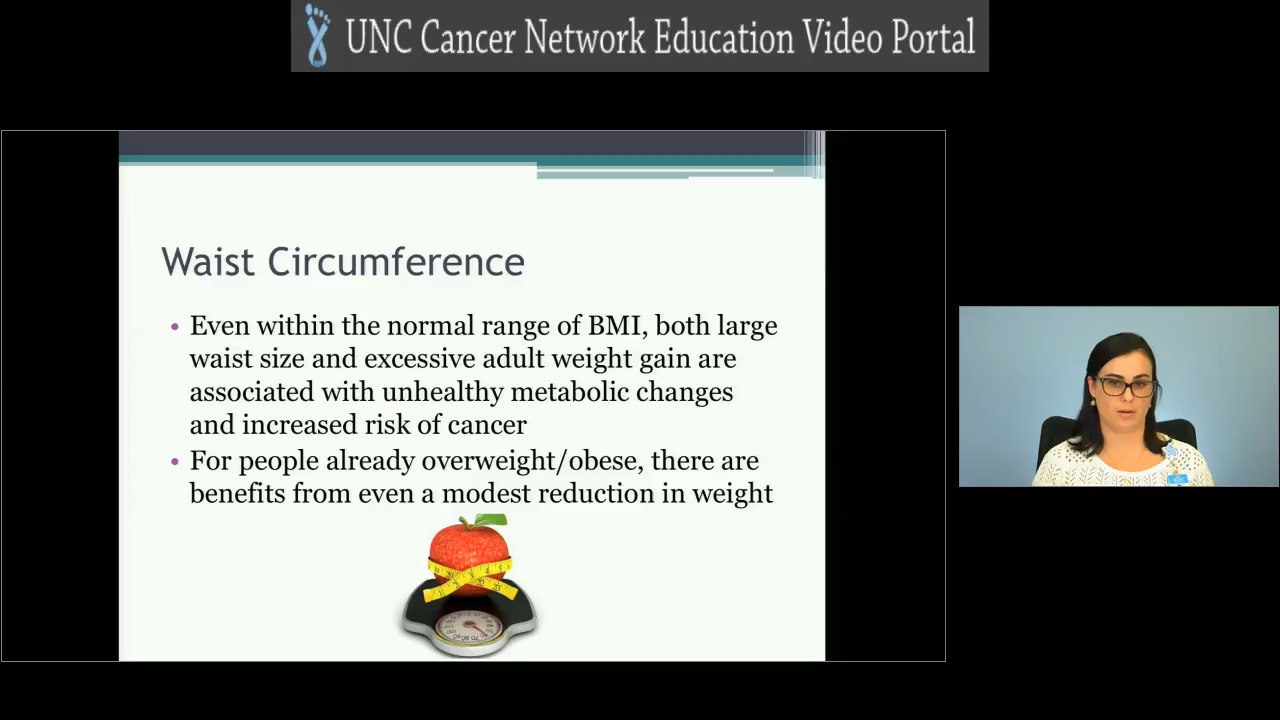 UNC Cancer Network Education Video Portal
Waist Circumference
• Even within the normal range of BMI, both large
waist size and excessive adult weight gain are
associated with unhealthy metabolic changes
and increased risk of cancer
• For people already overweight/obese, there are
benefits from even a modest reduction in weight